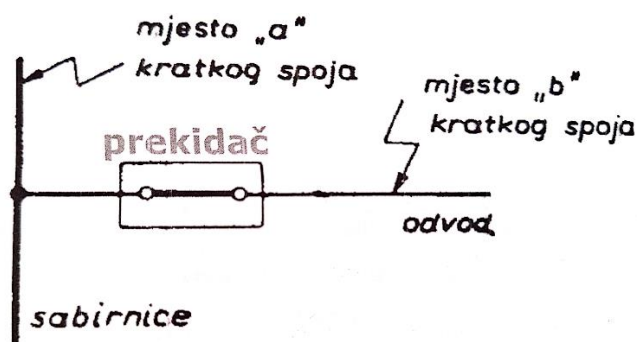 mjesto „a“
kratkog spoja
mjesto „b“
kratkog spoja
prekidač
odvod
sabirnice